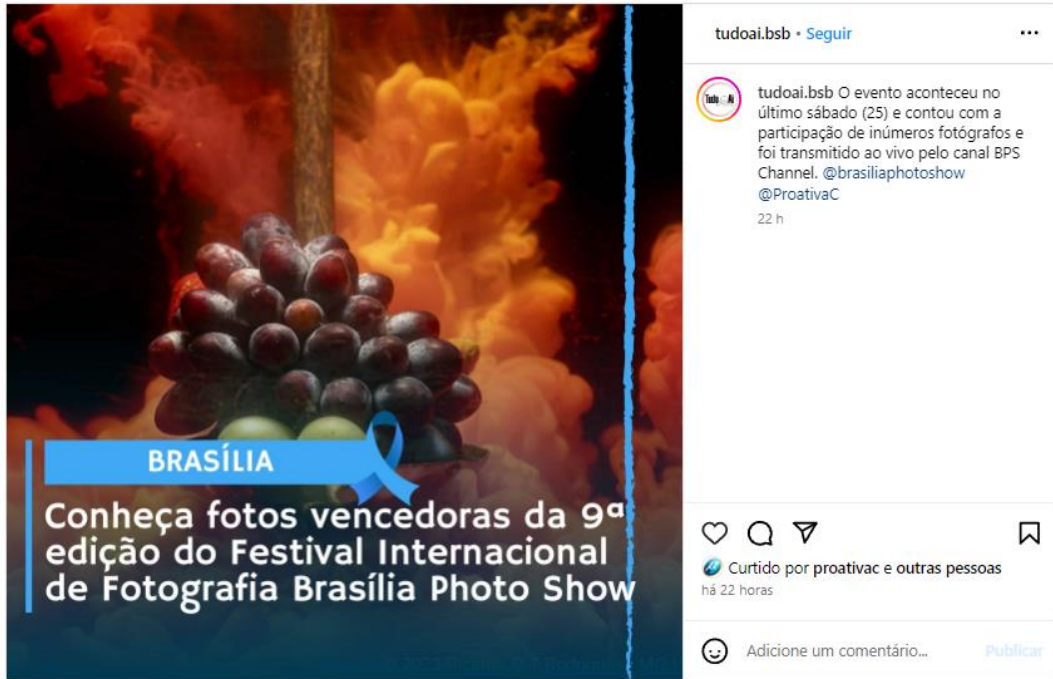 BRASÍLIA
Conheça fotos vencedoras da 9ª
edição do Festival Internacional
de Fotografia Brasília Photo Show
tudoai.bsb • Seguir
tudoai.bsb O evento aconteceu no
último sábado (25) e contou com a
participação de inúmeros fotógrafos e
foi transmitido ao vivo pelo canal BPS
Channel. @brasiliaphotoshow
@ProativaC
22 h
Curtido por proativac e outras pessoas
há 22 horas
Adicione um comentário... Publicar